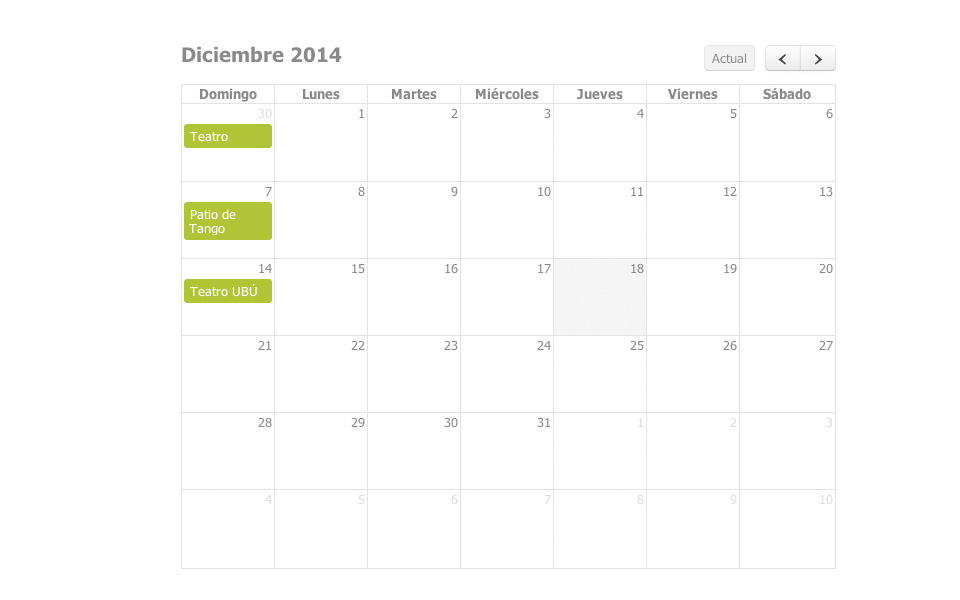 Diciembre 2014
Actual
Domingo Lunes Martes Miércoles Jueves Viernes Sábado
30 1 2 3 4 5 6
Teatro
7 8 9 10 11 12 13
Patio de
Tango
14 15 16 17 18 19 20
Teatro UBÚ
21 22 23 24 25 26 27
28 29 30 31 1 2 3
4 5 6 7 8 9 10